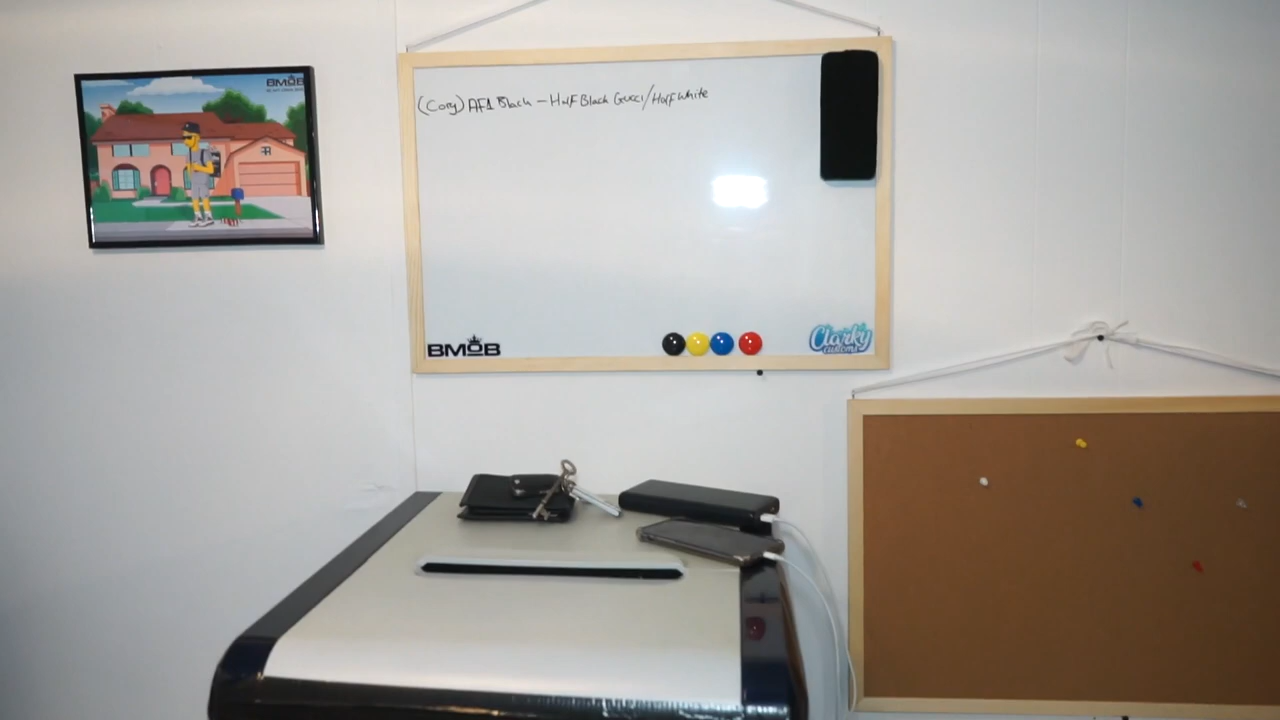 BMOB
(Cory) AF1 Black – Half Black Gucci/Half White
BMOB
Clarky
customs